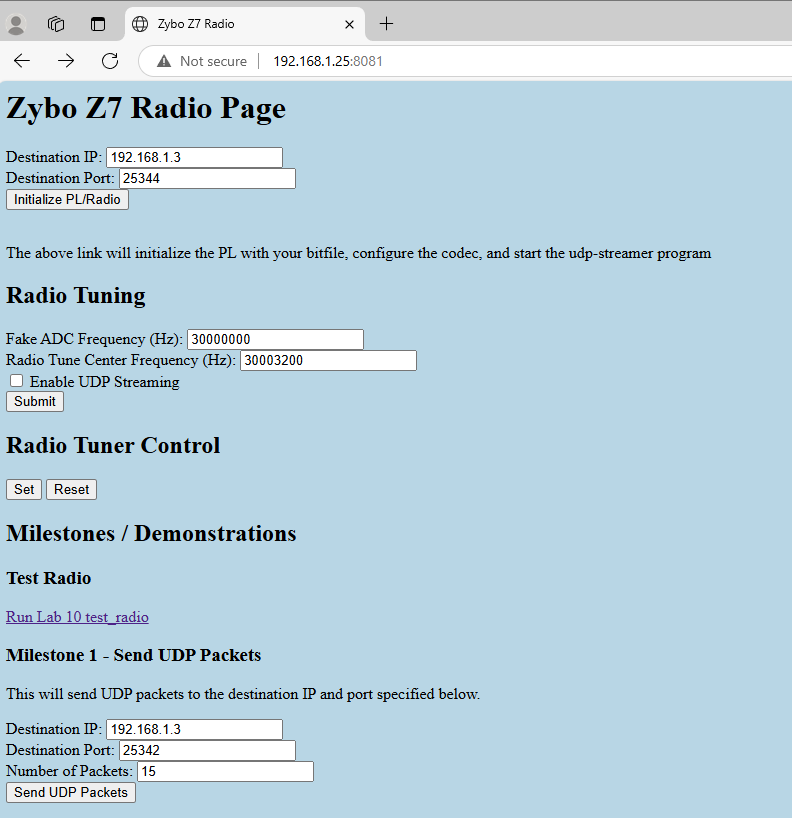 Zybo Z7 Radio
Not secure 192.168.1.25:8081
Zybo Z7 Radio Page
Destination IP: 192.168.1.3
Destination Port: 25344
Initialize PL/Radio
The above link will initialize the PL with your bitfile, configure the codec, and start the udp-streamer program
Radio Tuning
Fake ADC Frequency (Hz): 30000000
Radio Tune Center Frequency (Hz): 30003200
Enable UDP Streaming
Submit
Radio Tuner Control
Set Reset
Milestones / Demonstrations
Test Radio
Run Lab 10 test_radio
Milestone 1 - Send UDP Packets
This will send UDP packets to the destination IP and port specified below.
Destination IP: 192.168.1.3
Destination Port: 25342
Number of Packets: 15
Send UDP Packets